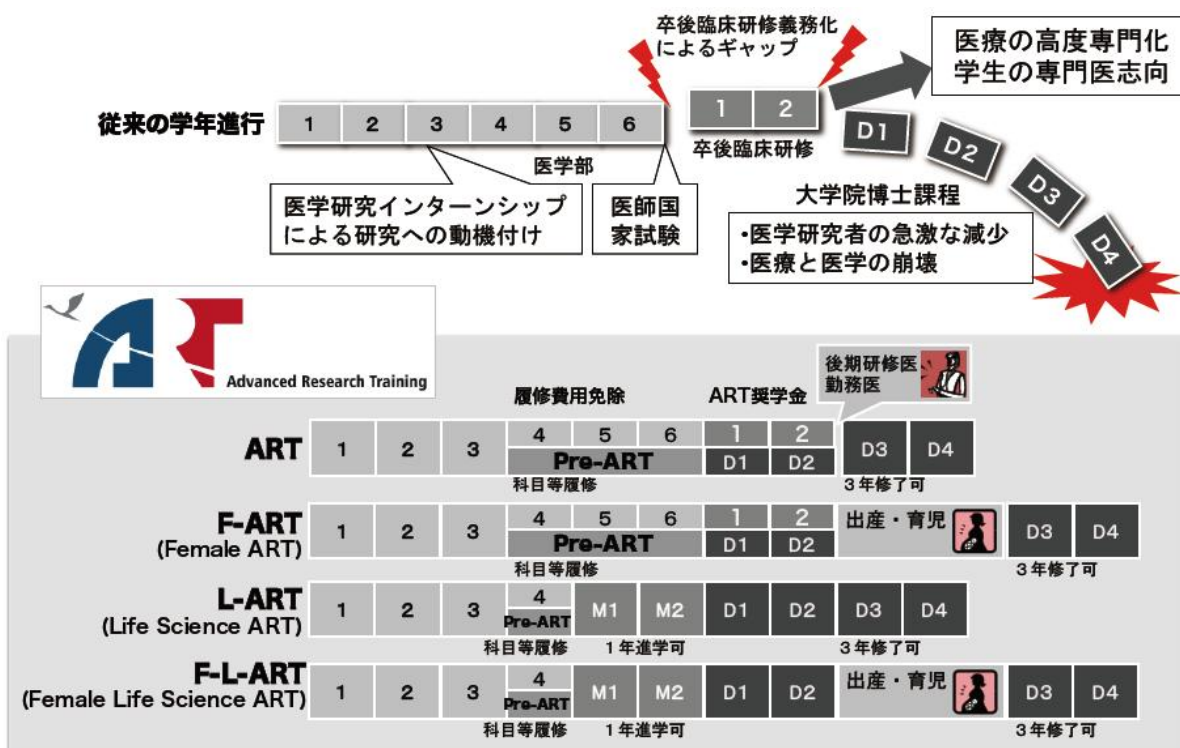 卒後臨床研修義務化
によるギャップ
医療の高度専門化
学生の専門医志向
従来の学年進行
1 2 3 4 5 6
1 2
D1
D2
D3
D4
医学部
卒後臨床研修
医学研究インターンシップ
による研究への動機付け
医師国
家試験
大学院博士課程
・医学研究者の急激な減少
・医療と医学の崩壊
ART
Advanced Research Training
履修費用免除
ART奨学金
後期研修医
勤務医
ART
1 2 3 4 5 6 1 2
Pre-ART D1 D2 D3 D4
科目等履修
3年修了可
F-ART
(Female ART)
1 2 3 4 5 6 1 2
Pre-ART D1 D2
出産・育児
D3 D4
科目等履修
3年修了可
L-ART
(Life Science ART)
1 2 3 4
Pre-ART
M1 M2 D1 D2 D3 D4
科目等履修
1年進学可
3年修了可
F-L-ART
(Female Life Science ART)
1 2 3 4
Pre-ART
M1 M2 D1 D2
出産・育児
D3 D4
科目等履修
1年進学可
3年修了可